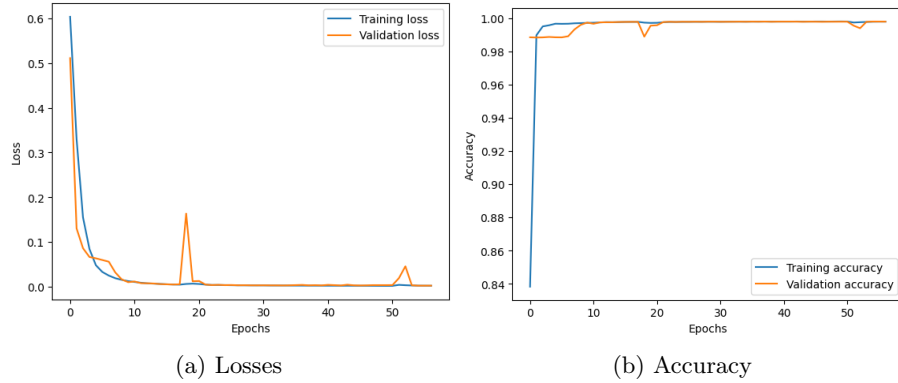 0.6
0.5
0.4
0.3
0.2
0.1
0.0
Loss
Training loss
Validation loss
0 10 20 30 40 50
Epochs
(a) Losses
1.00
0.98
0.96
0.94
0.92
0.90
0.88
0.86
0.84
Accuracy
Training accuracy
Validation accuracy
0 10 20 30 40 50
Epochs
(b) Accuracy